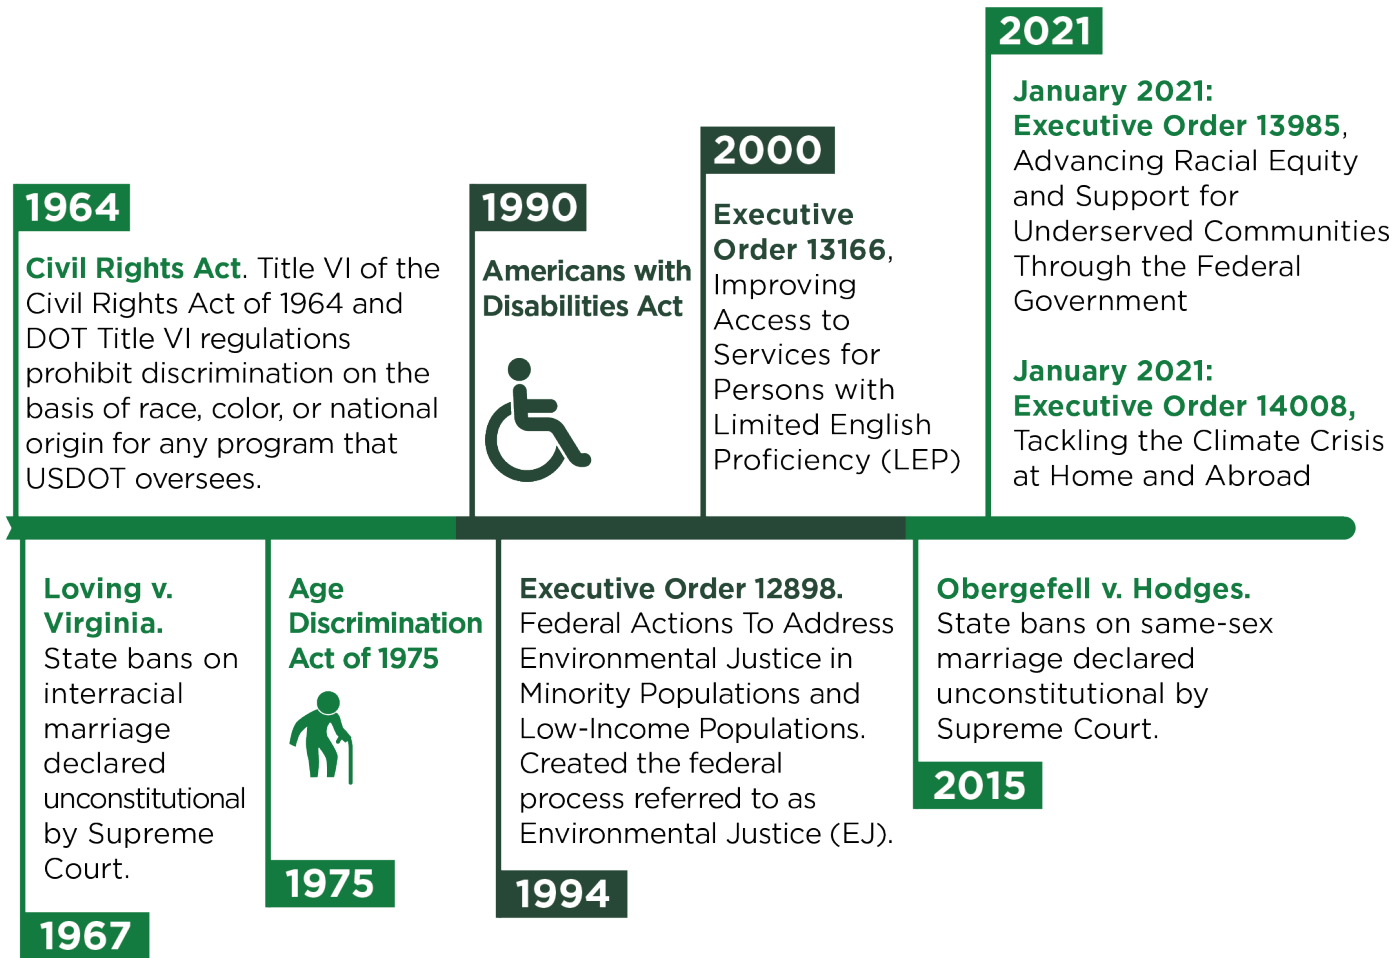 1964
Civil Rights Act. Title VI of the
Civil Rights Act of 1964 and
DOT Title VI regulations
prohibit discrimination on the
basis of race, color, or national
origin for any program that
USDOT oversees.
1990
Americans with
Disabilities Act
2000
Executive
Order 13166,
Improving
Access to
Services for
Persons with
Limited English
Proficiency (LEP)
2021
January 2021:
Executive Order 13985,
Advancing Racial Equity
and Support for
Underserved Communities
Through the Federal
Government
January 2021:
Executive Order 14008,
Tackling the Climate Crisis
at Home and Abroad
Loving v.
Virginia.
State bans on
interracial
marriage
declared
unconstitutional
by Supreme
Court.
1967
Age
Discrimination
Act of 1975
1975
Executive Order 12898.
Federal Actions To Address
Environmental Justice in
Minority Populations and
Low-Income Populations.
Created the federal
process referred to as
Environmental Justice (EJ).
1994
Obergefell v. Hodges.
State bans on same-sex
marriage declared
unconstitutional by
Supreme Court.
2015